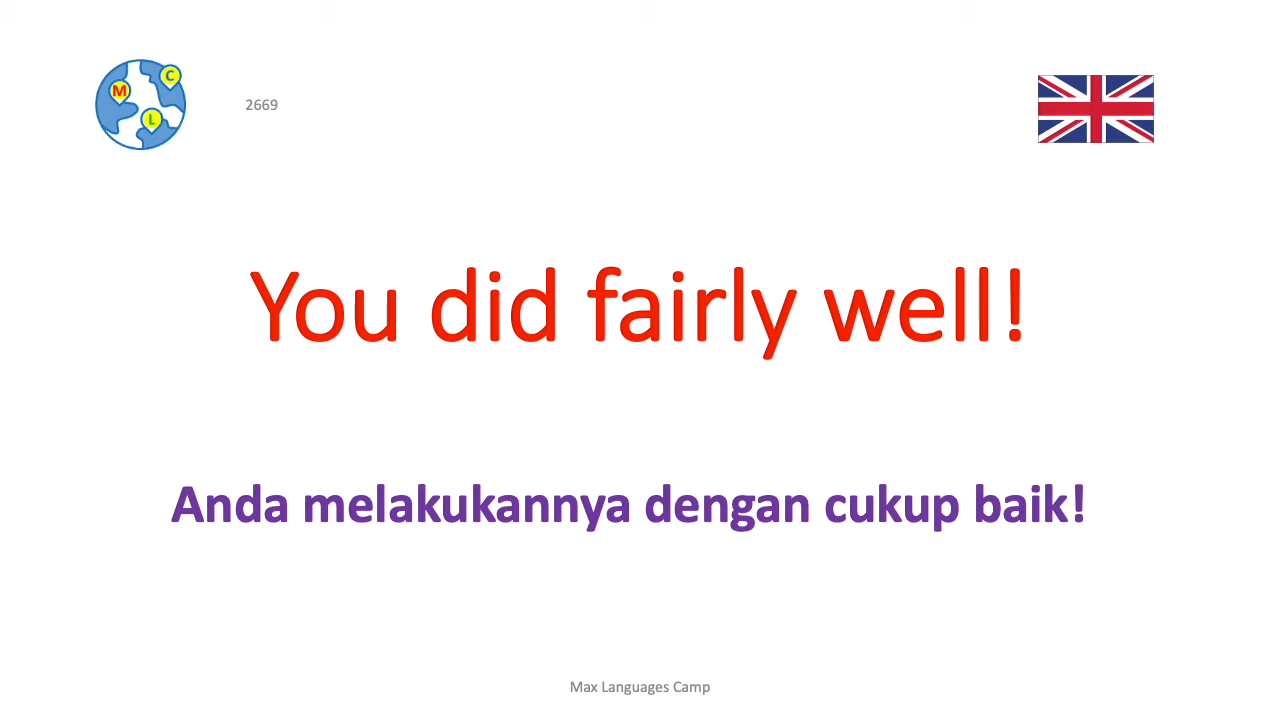 M
C
L
2669
You did fairly well!
Anda melakukannya dengan cukup baik!
Max Languages Camp